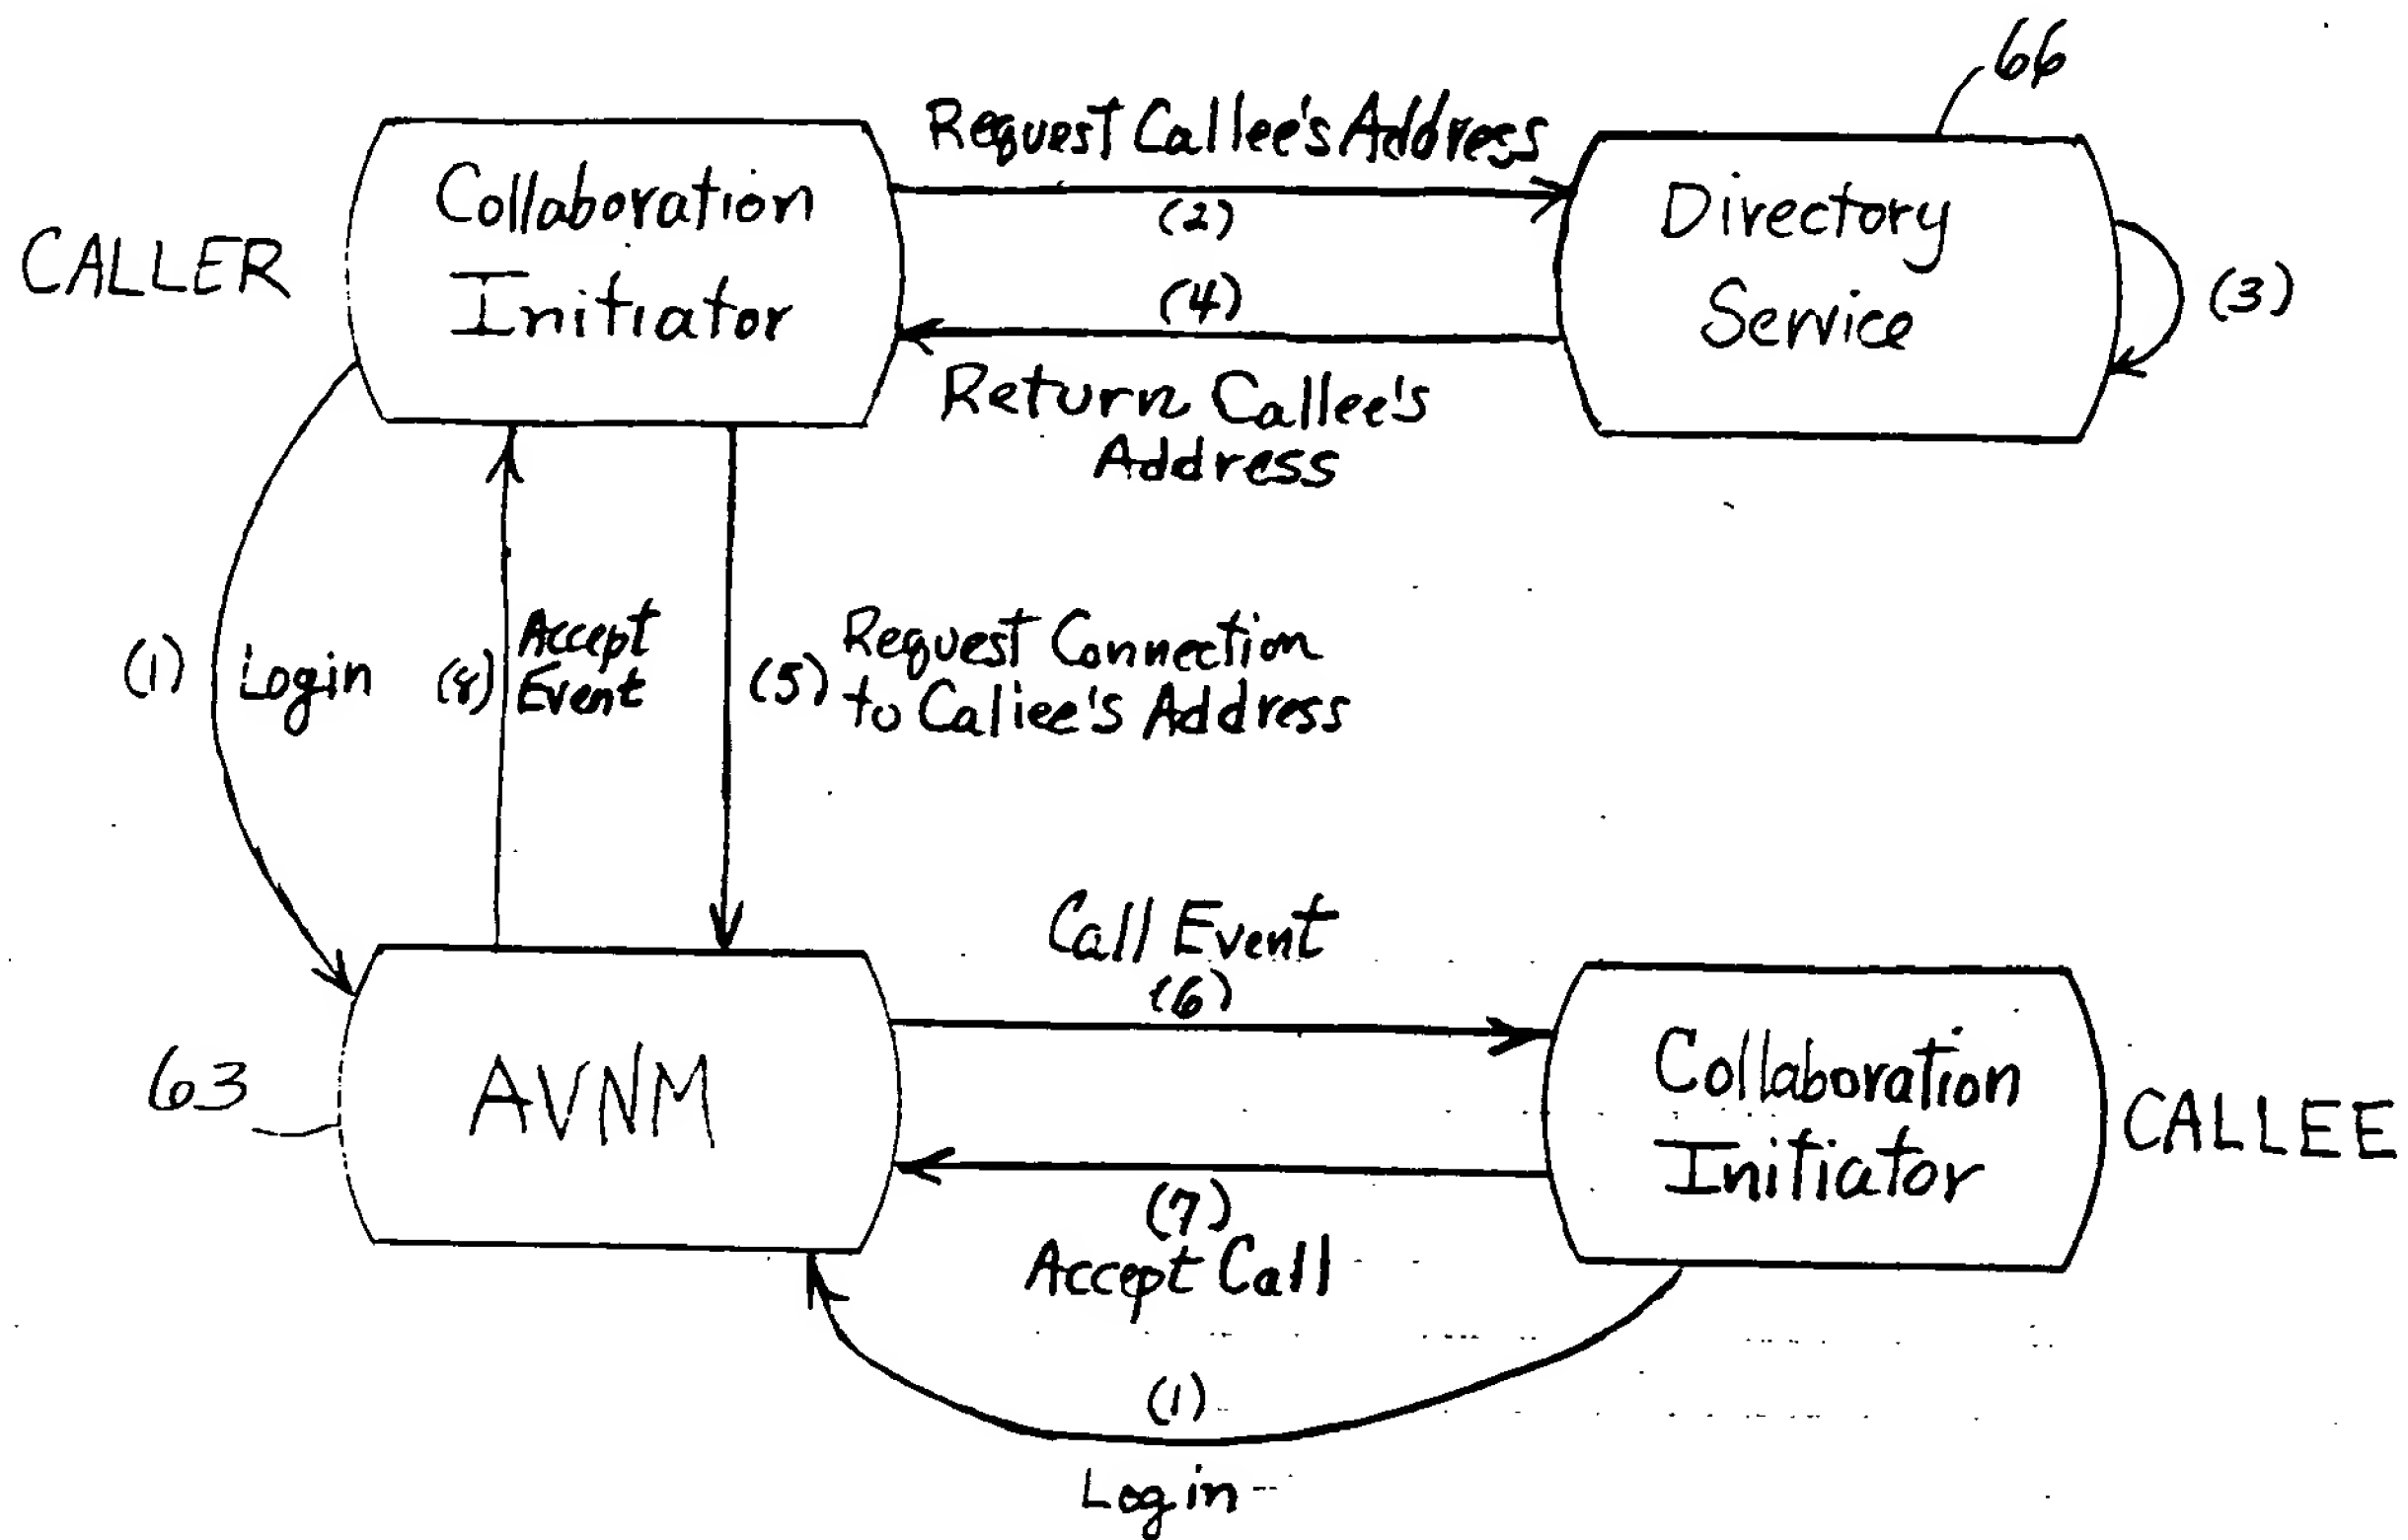 66
Request Callee's Address
(2)
Collaboration
Initiator
CALLER
Directory
Service
(3)
(4)
Return Callee's
Address
(1) Login
(8) Accept
Event
(5) Request Connection
to Callee's Address
Call Event
(6)
63
AVNM
Collaboration
Initiator
CALLEE
(7)
Accept Call
(1)
Login